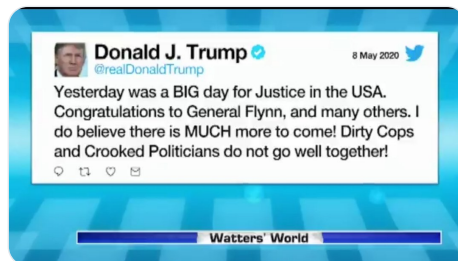 Donald J. Trump
8 May 2020
@realDonaldTrump
Yesterday was a BIG day for Justice in the USA.
Congratulations to General Flynn, and many others. I
do believe there is MUCH more to come! Dirty Cops
and Crooked Politicians do not go well together!
Watters' World